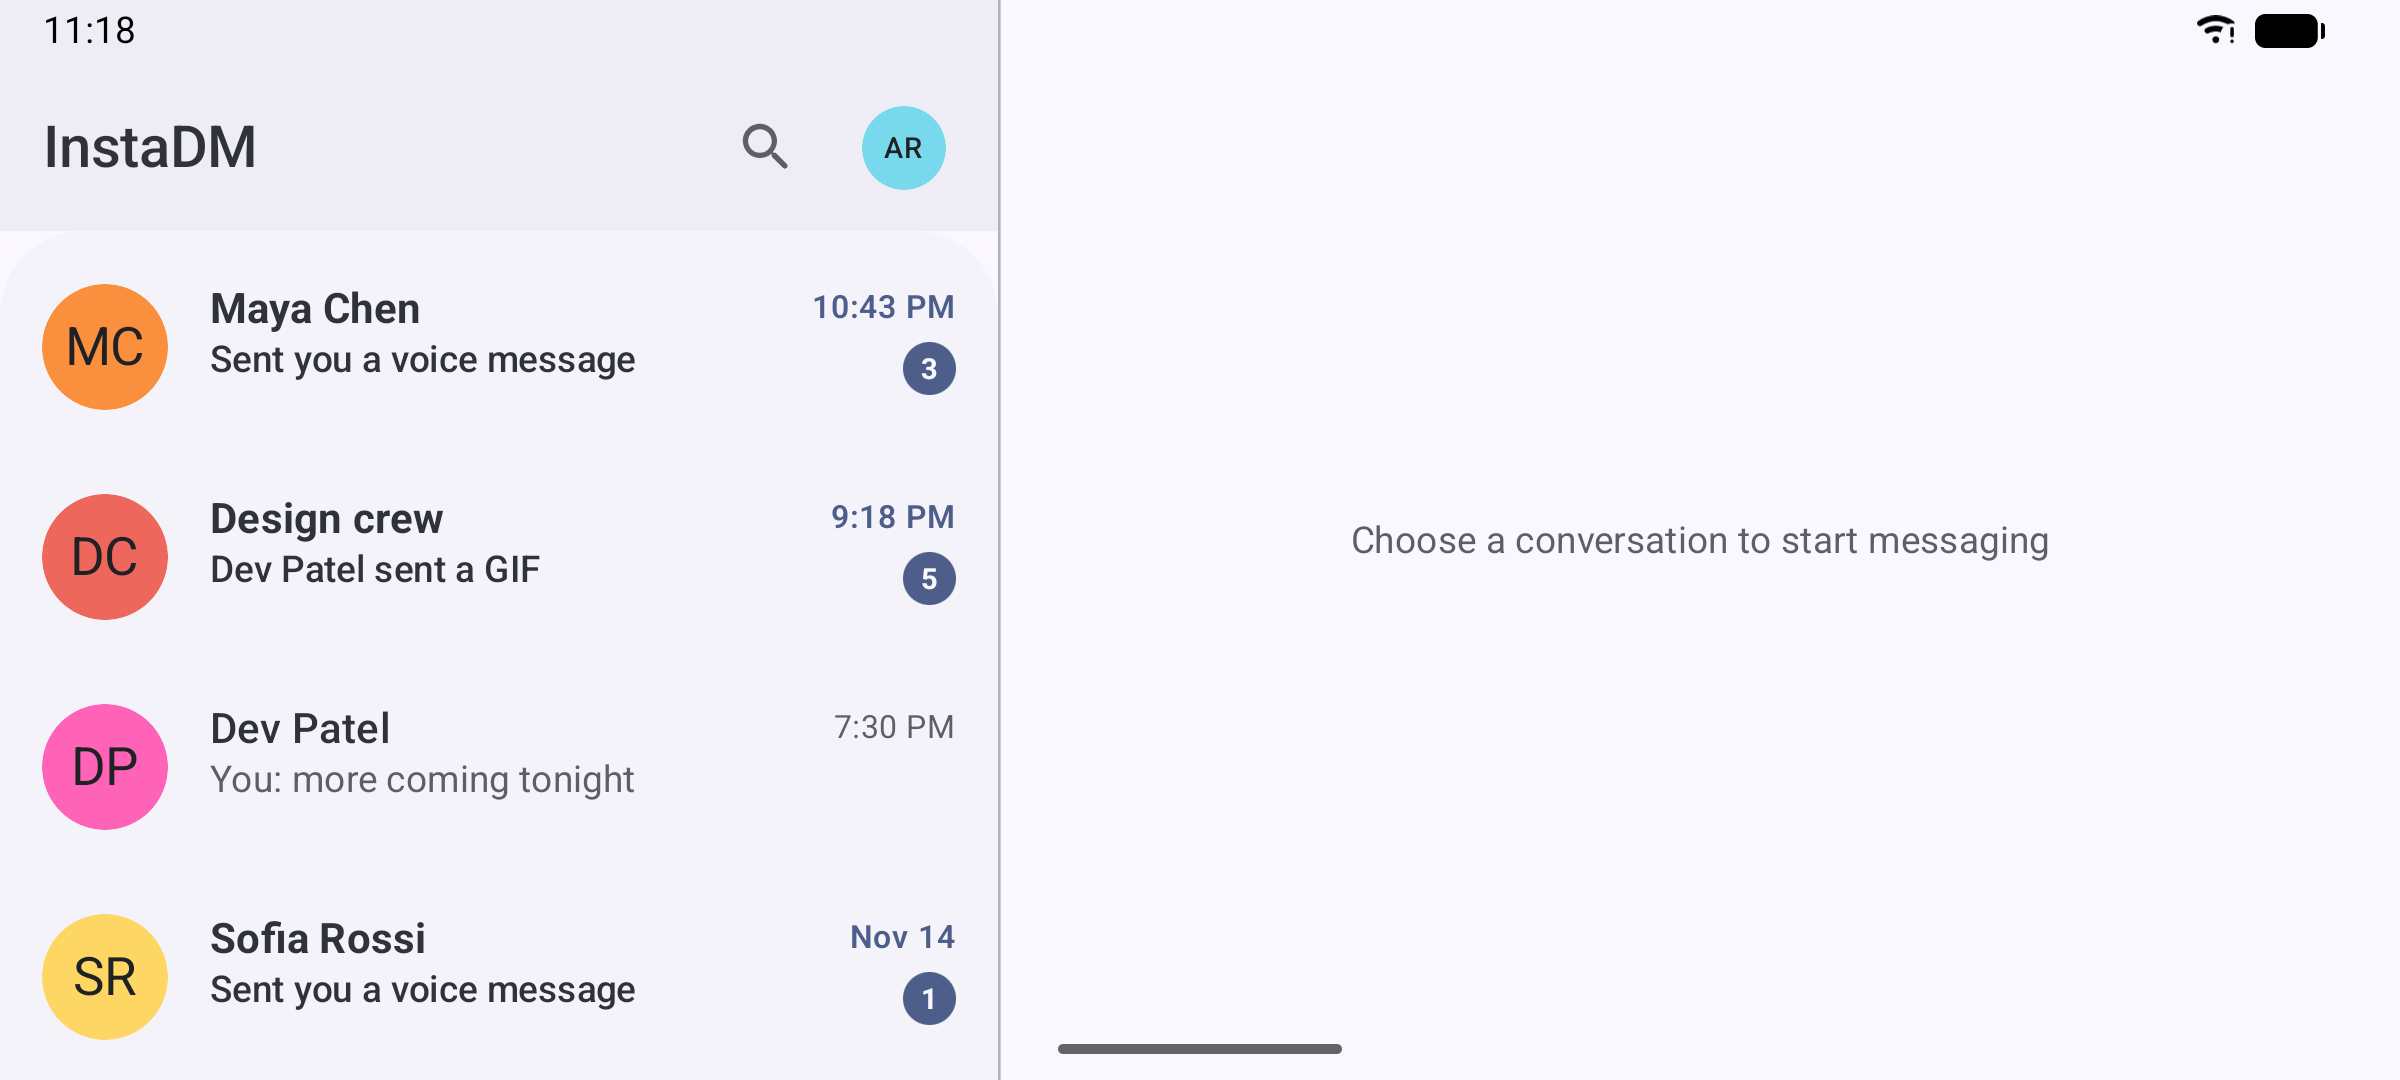 11:18
InstaDM
AR
MC
Maya Chen
10:43 PM
Sent you a voice message
3
DC
Design crew
9:18 PM
Dev Patel sent a GIF
5
DP
Dev Patel
7:30 PM
You: more coming tonight
SR
Sofia Rossi
Nov 14
Sent you a voice message
1
Choose a conversation to start messaging